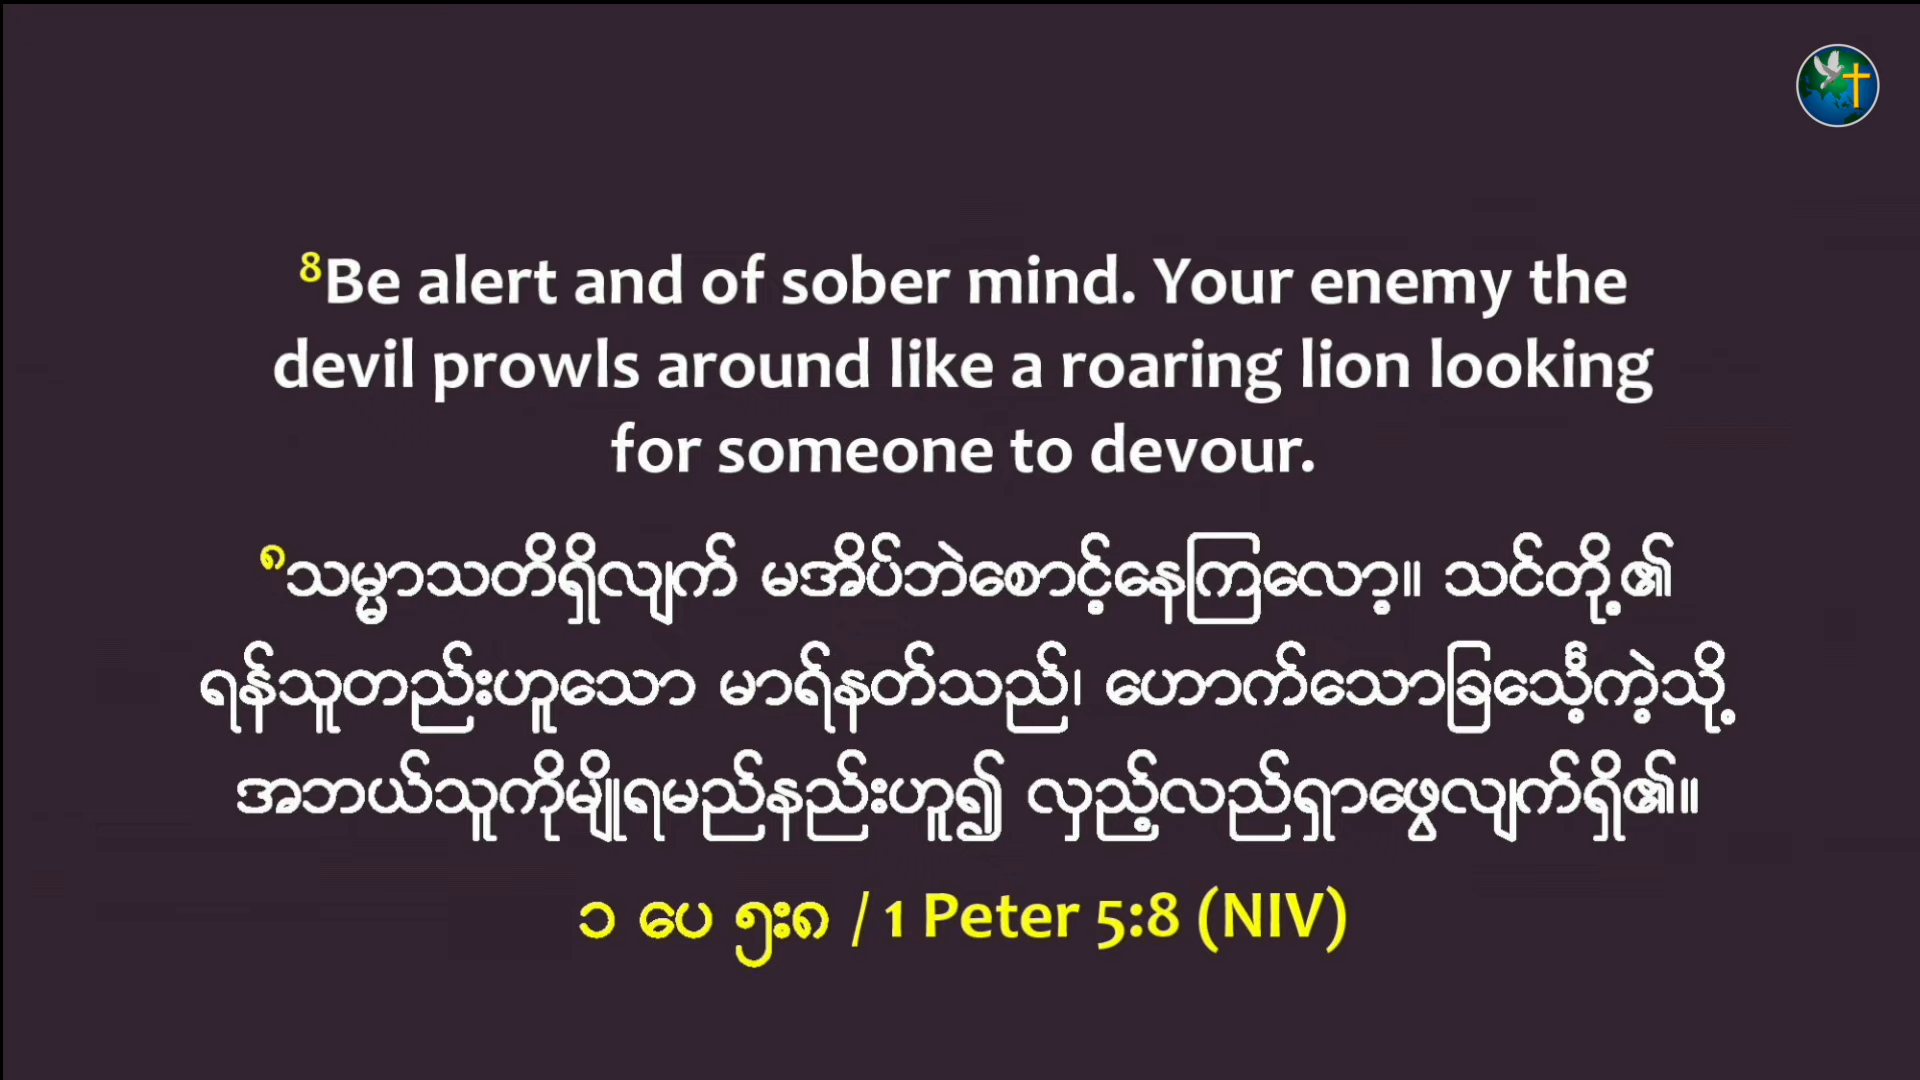 ⁸Be alert and of sober mind. Your enemy the
devil prowls around like a roaring lion looking
for someone to devour.
၈သမ္မာသတိရှိလျက် မအိပ်ဘဲစောင့်နေကြလော့။ သင်တို့၏
ရန်သူတည်းဟူသော မာရ်နတ်သည်၊ ဟောက်သောခြင်္သေ့ကဲ့သို့
အဘယ်သူကိုမျိုရမည်နည်းဟူ၍ လှည့်လည်ရှာဖွေလျက်ရှိ၏။
၁ ပေ ၅း၈ / 1 Peter 5:8 (NIV)